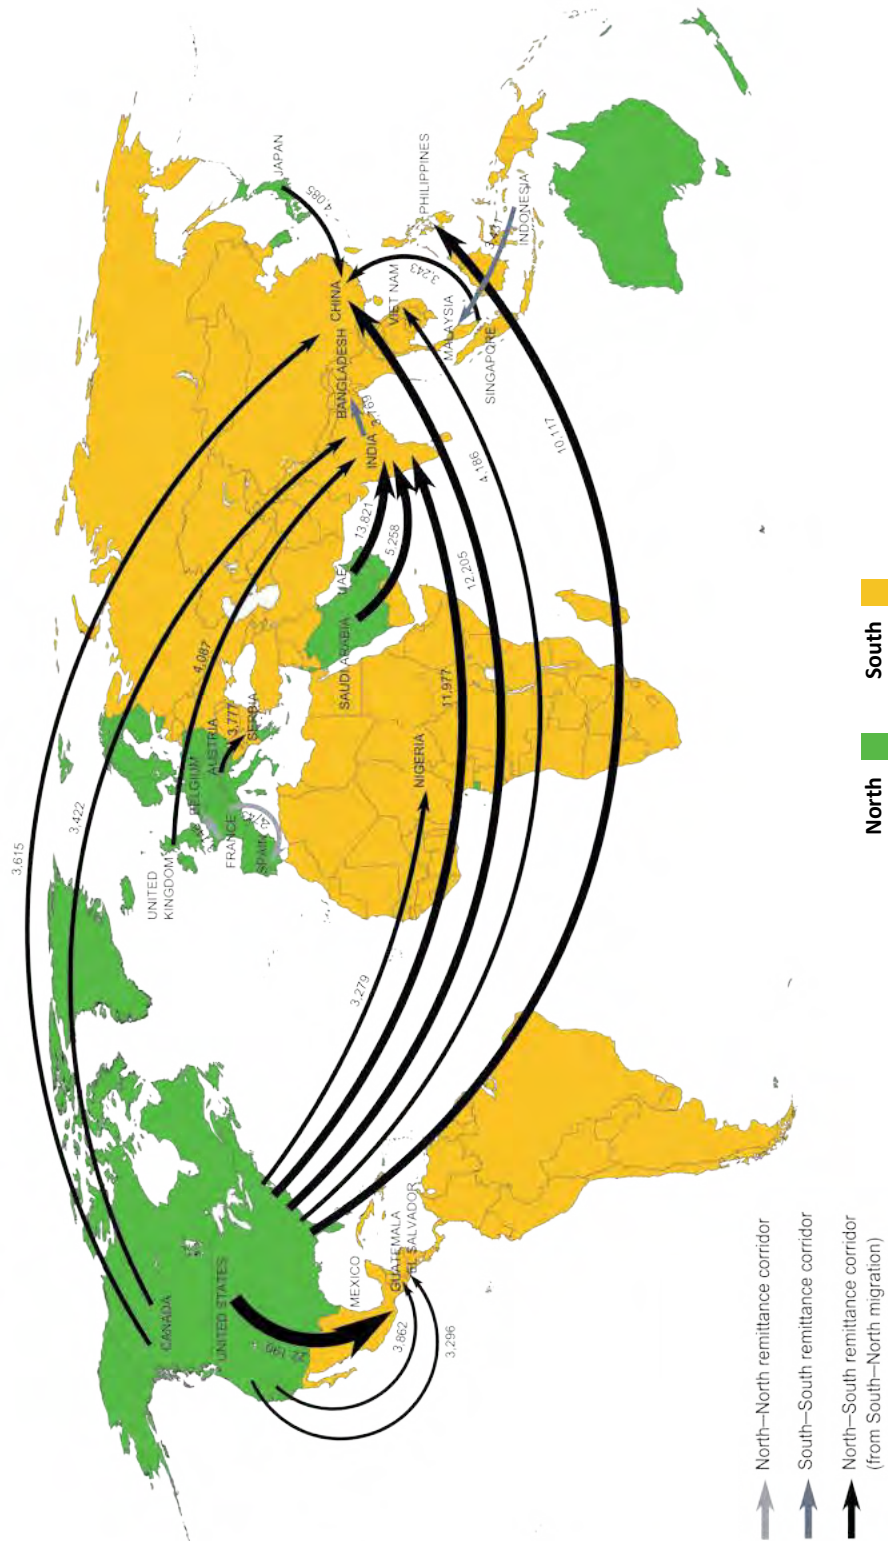 3,615
3,422
CANADA
UNITED STATES
22,190
MEXICO
GUATEMALA
EL SALVADOR
3,862
3,296
UNITED
KINGDOM
BELGIUM
FRANCE
SPAIN
AUSTRIA
3,777
SERBIA
4,087
3,279
NIGERIA
11,977
12,205
4,186
10,117
SAUDI ARABIA
UAE
13,821
5,258
INDIA
BANGLADESH
3,769
CHINA
JAPAN
4,085
VIET NAM
3,243
PHILIPPINES
MALAYSIA
SINGAPORE
3,431
INDONESIA
North–North remittance corridor
South–South remittance corridor
North–South remittance corridor
(from South–North migration)
North
South